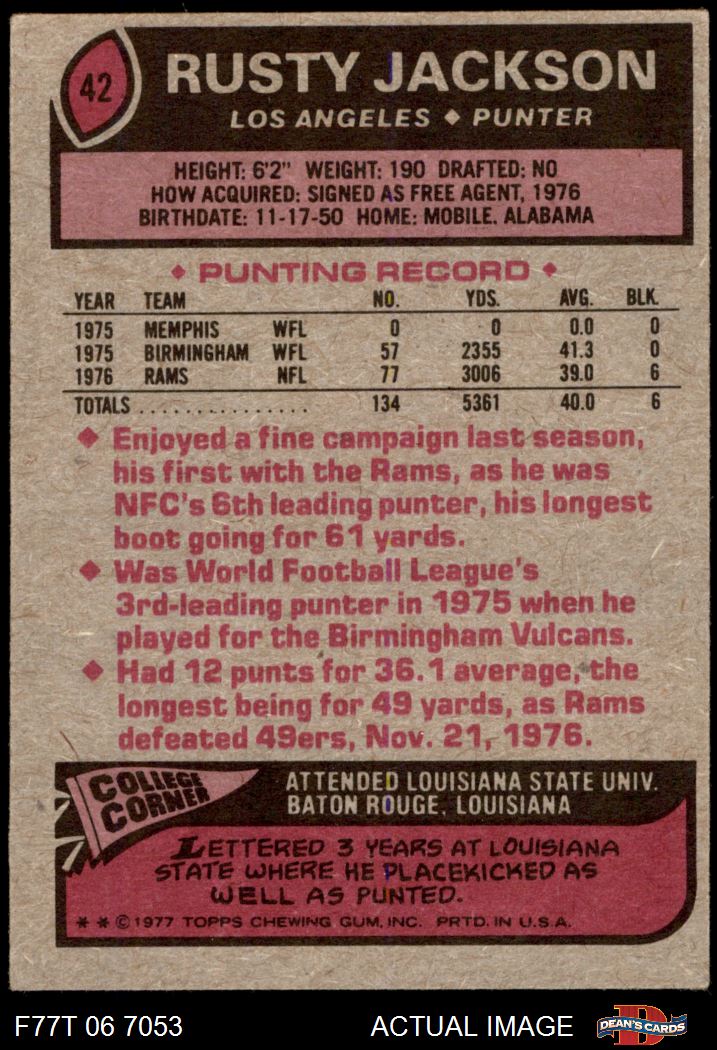 42
RUSTY JACKSON
LOS ANGELES ◆ PUNTER
HEIGHT: 6'2" WEIGHT: 190 DRAFTED: NO
HOW ACQUIRED: SIGNED AS FREE AGENT, 1976
BIRTHDATE: 11-17-50 HOME: MOBILE, ALABAMA
◆ PUNTING RECORD ◆
YEAR TEAM NO. YDS. AVG. BLK.
1975 MEMPHIS WFL 0 0 0.0 0
1975 BIRMINGHAM WFL 57 2355 41.3 0
1976 RAMS NFL 77 3006 39.0 6
TOTALS................ 134 5361 40.0 6
◆ Enjoyed a fine campaign last season,
his first with the Rams, as he was
NFC's 6th leading punter, his longest
boot going for 61 yards.
◆ Was World Football League's
3rd-leading punter in 1975 when he
played for the Birmingham Vulcans.
◆ Had 12 punts for 36.1 average, the
longest being for 49 yards, as Rams
defeated 49ers, Nov. 21, 1976.
COLLEGE
CORNER
ATTENDED LOUISIANA STATE UNIV.
BATON ROUGE, LOUISIANA
LETTERED 3 YEARS AT LOUISIANA
STATE WHERE HE PLACEKICKED AS
WELL AS PUNTED.
* * © 1977 TOPPS CHEWING GUM, INC. PRTD. IN U.S.A.
F77T 06 7053 ACTUAL IMAGE
D
DEAN'S CARDS